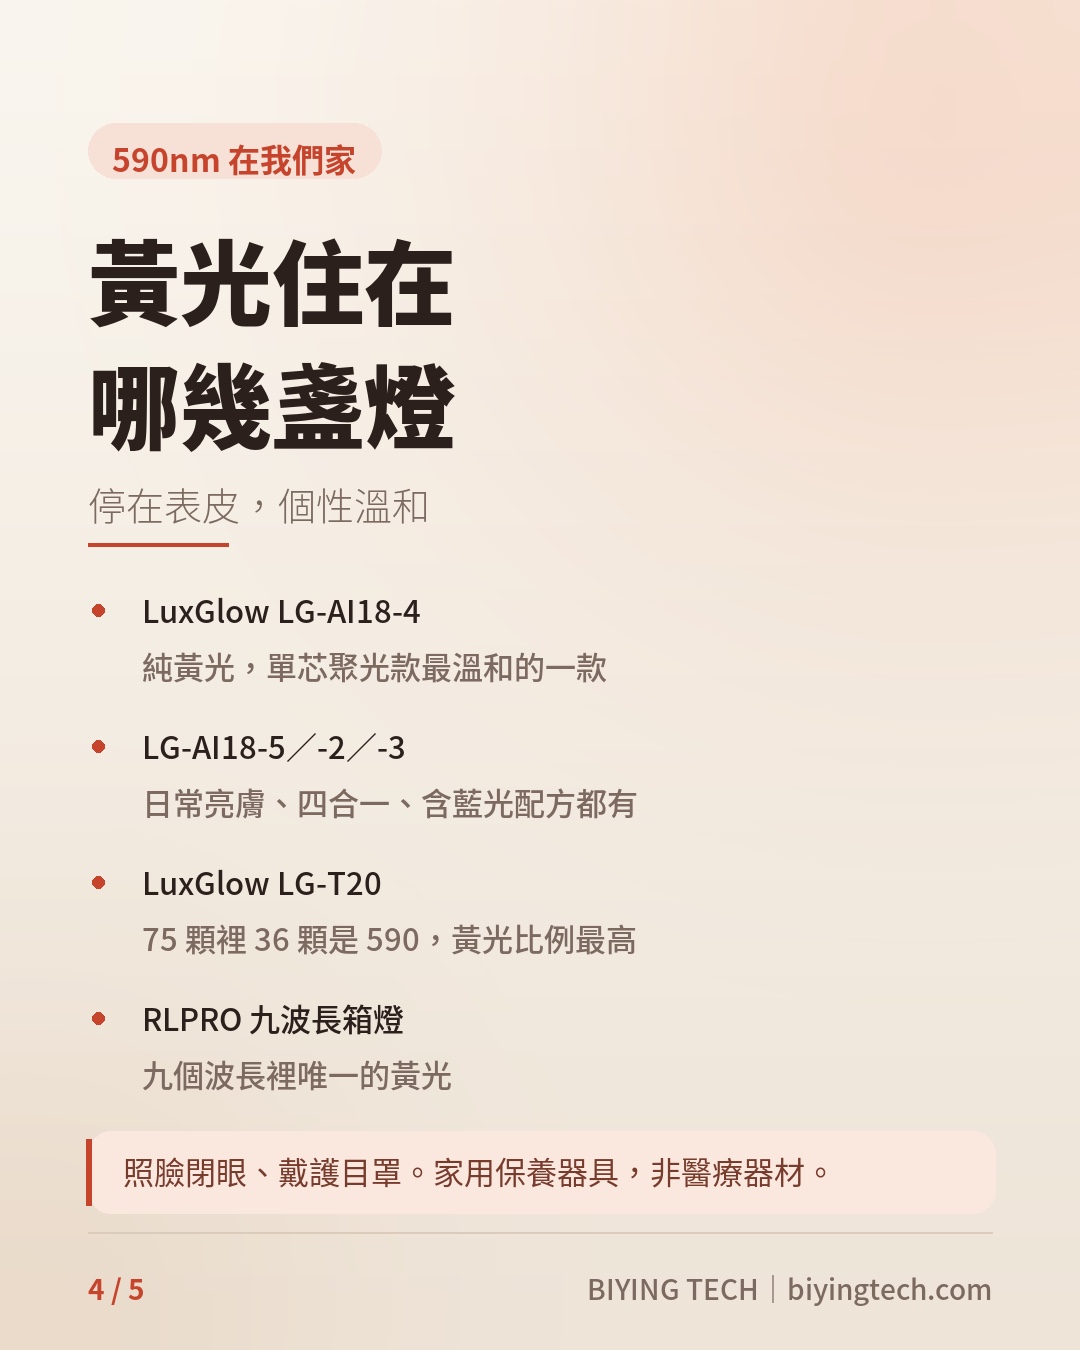 590nm 在我們家
黃光住在
哪幾盞燈
停在表皮，個性溫和
LuxGlow LG-AI18-4
純黃光，單芯聚光款最溫和的一款
LG-AI18-5／-2／-3
日常亮膚、四合一、含藍光配方都有
LuxGlow LG-T20
75 顆裡 36 顆是 590，黃光比例最高
RLPRO 九波長箱燈
九個波長裡唯一的黃光
照臉閉眼、戴護目罩。家用保養器具，非醫療器材。
4 / 5
BIYING TECH｜biyingtech.com